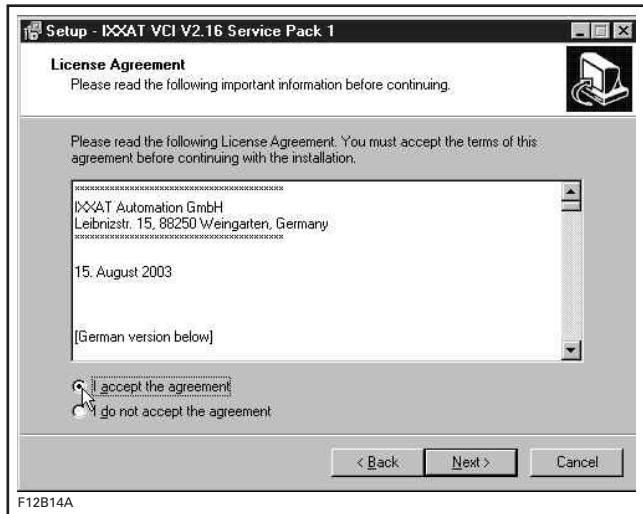 Setup - IXXAT VCI V2.16 Service Pack 1
License Agreement
Please read the following important information before continuing.
Please read the following License Agreement. You must accept the terms of this
agreement before continuing with the installation.
****************************************
IXXAT Automation GmbH
Leibnizstr. 15, 88250 Weingarten, Germany
****************************************
15. August 2003
[German version below]
I accept the agreement
I do not accept the agreement
< Back
Next >
Cancel
F12B14A